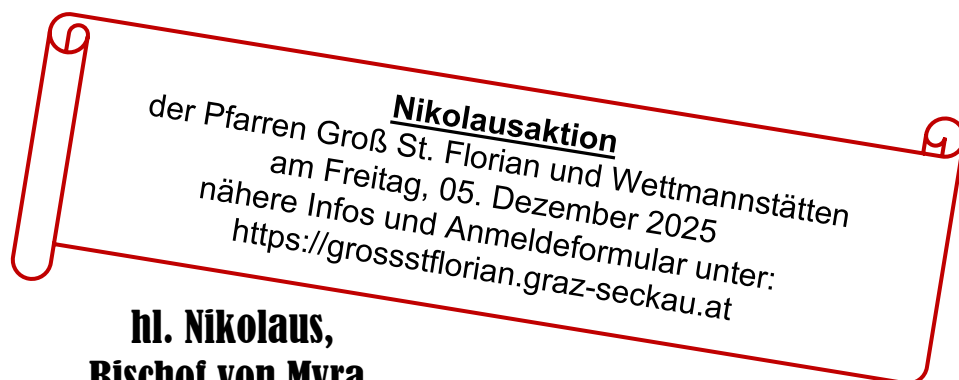 Nikolausaktion
der Pfarren Groß St. Florian und Wettmannstätten
am Freitag, 05. Dezember 2025
nähere Infos und Anmeldeformular unter:
https://grossstflorian.graz-seckau.at
hl. Nikolaus,
Bischof von Myra